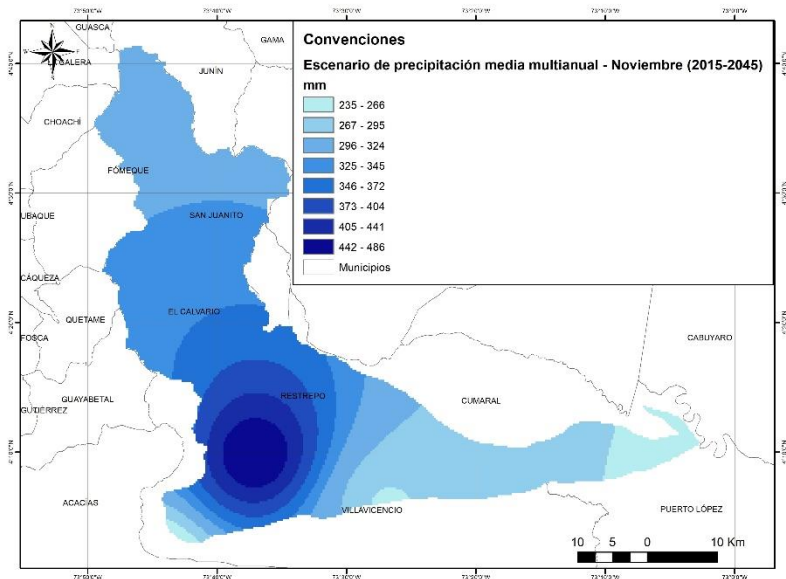 Convenciones
Escenario de precipitación media multianual - Noviembre (2015-2045)
mm
235 - 266
267 - 295
296 - 324
325 - 345
346 - 372
373 - 404
405 - 441
442 - 486
Municipios
GUASCA
GAMA
JUNÍN
CHOACHÍ
FÓMEQUE
SAN JUANITO
UBAQUE
CÁQUEZA
EL CALVARIO
QUETAME
FOSCA
CABUYARO
RESTREPO
CUMARAL
GUAYABETAL
GUTIÉRREZ
ACACÍAS
VILLAVICENCIO
PUERTO LÓPEZ
10 5 0 10 Km